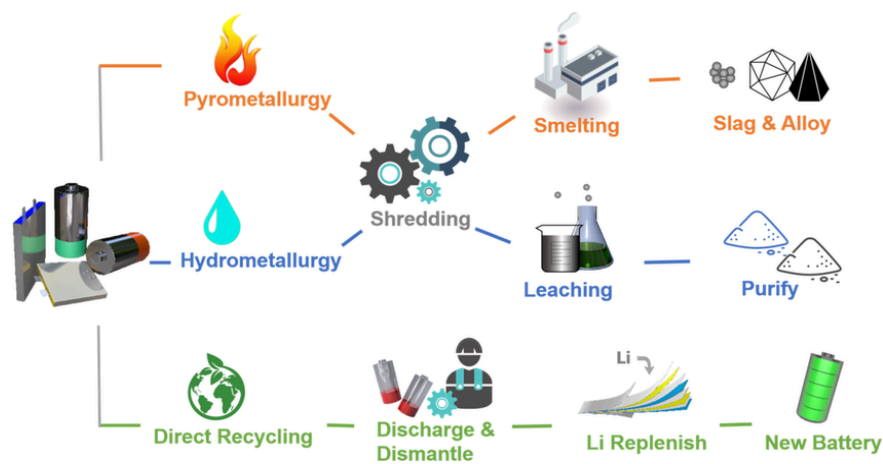 Pyrometallurgy
Smelting
Slag & Alloy
Shredding
Hydrometallurgy
Leaching
Purify
Li
Direct Recycling
Discharge &
Dismantle
Li Replenish
New Battery